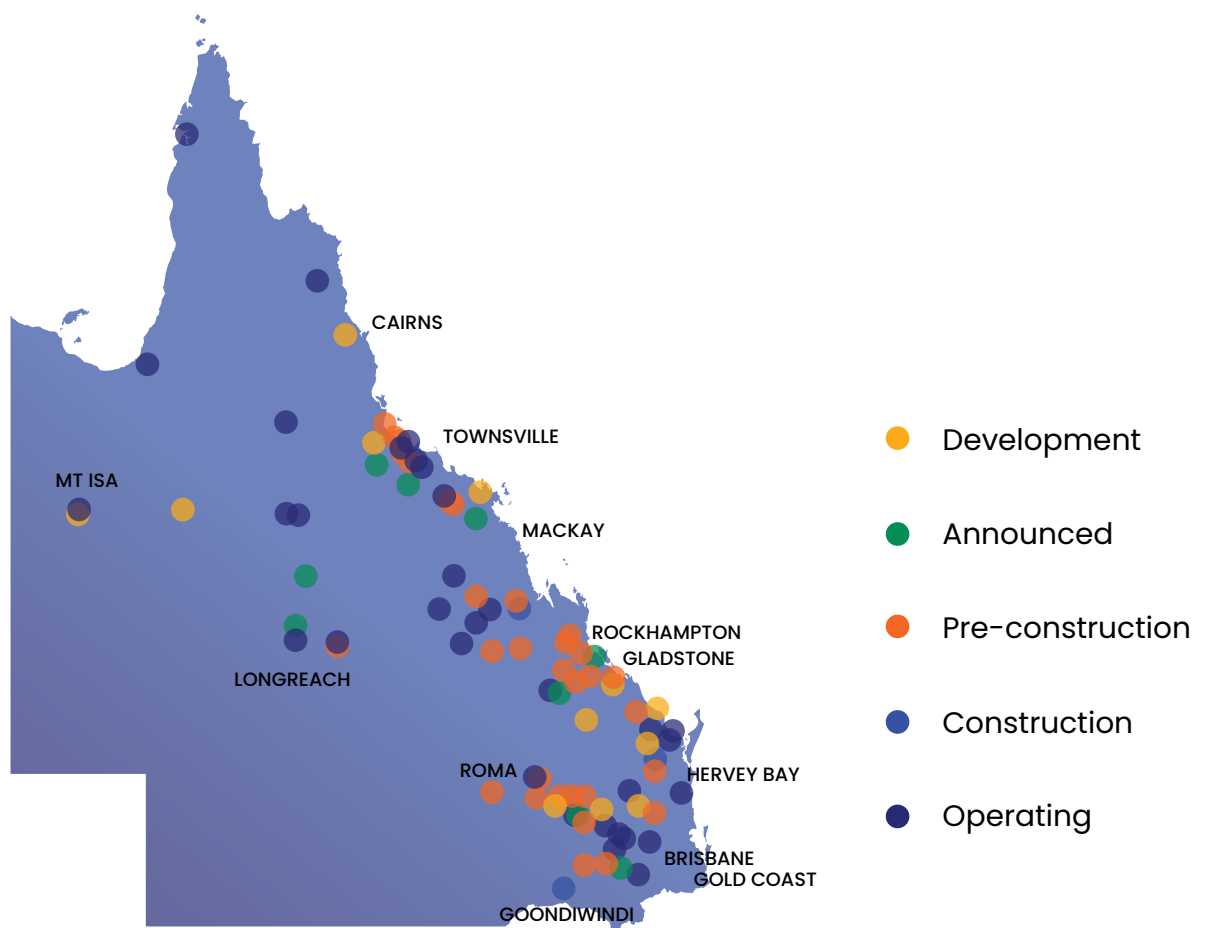 CAIRNS
TOWNSVILLE
MT ISA
MACKAY
ROCKHAMPTON
GLADSTONE
LONGREACH
ROMA
HERVEY BAY
BRISBANE
GOLD COAST
GOONDIWINDI
Development
Announced
Pre-construction
Construction
Operating